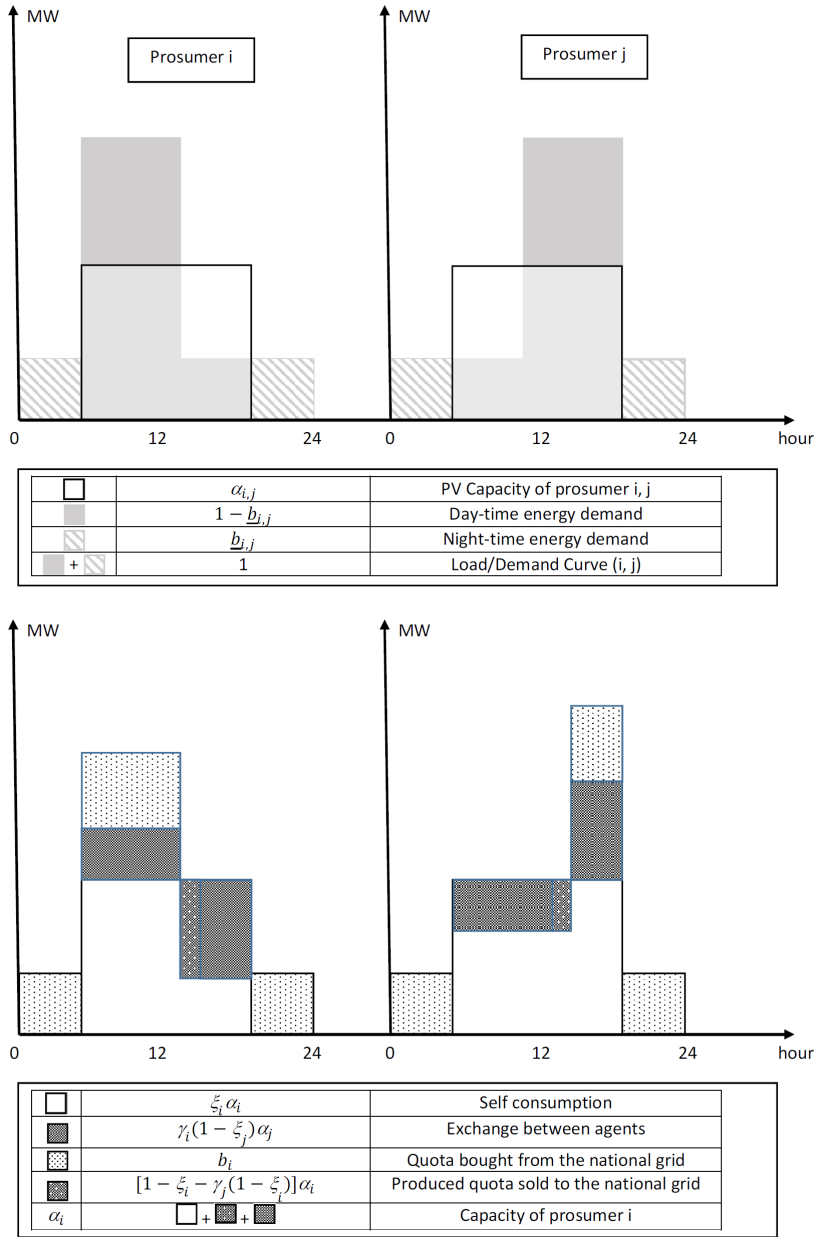 MW MW
Prosumer i Prosumer j
0 12 24 0 12 24 hour
α_{i,j} PV Capacity of prosumer i, j
1 − b_{i,j} Day-time energy demand
b_{i,j} Night-time energy demand
+ 1 Load/Demand Curve (i, j)
MW MW
0 12 24 0 12 24 hour
ξ_i α_i Self consumption
γ_i(1 − ξ_j)α_j Exchange between agents
b_i Quota bought from the national grid
[1 − ξ_i − γ_j(1 − ξ_i)]α_i Produced quota sold to the national grid
α_i + + Capacity of prosumer i